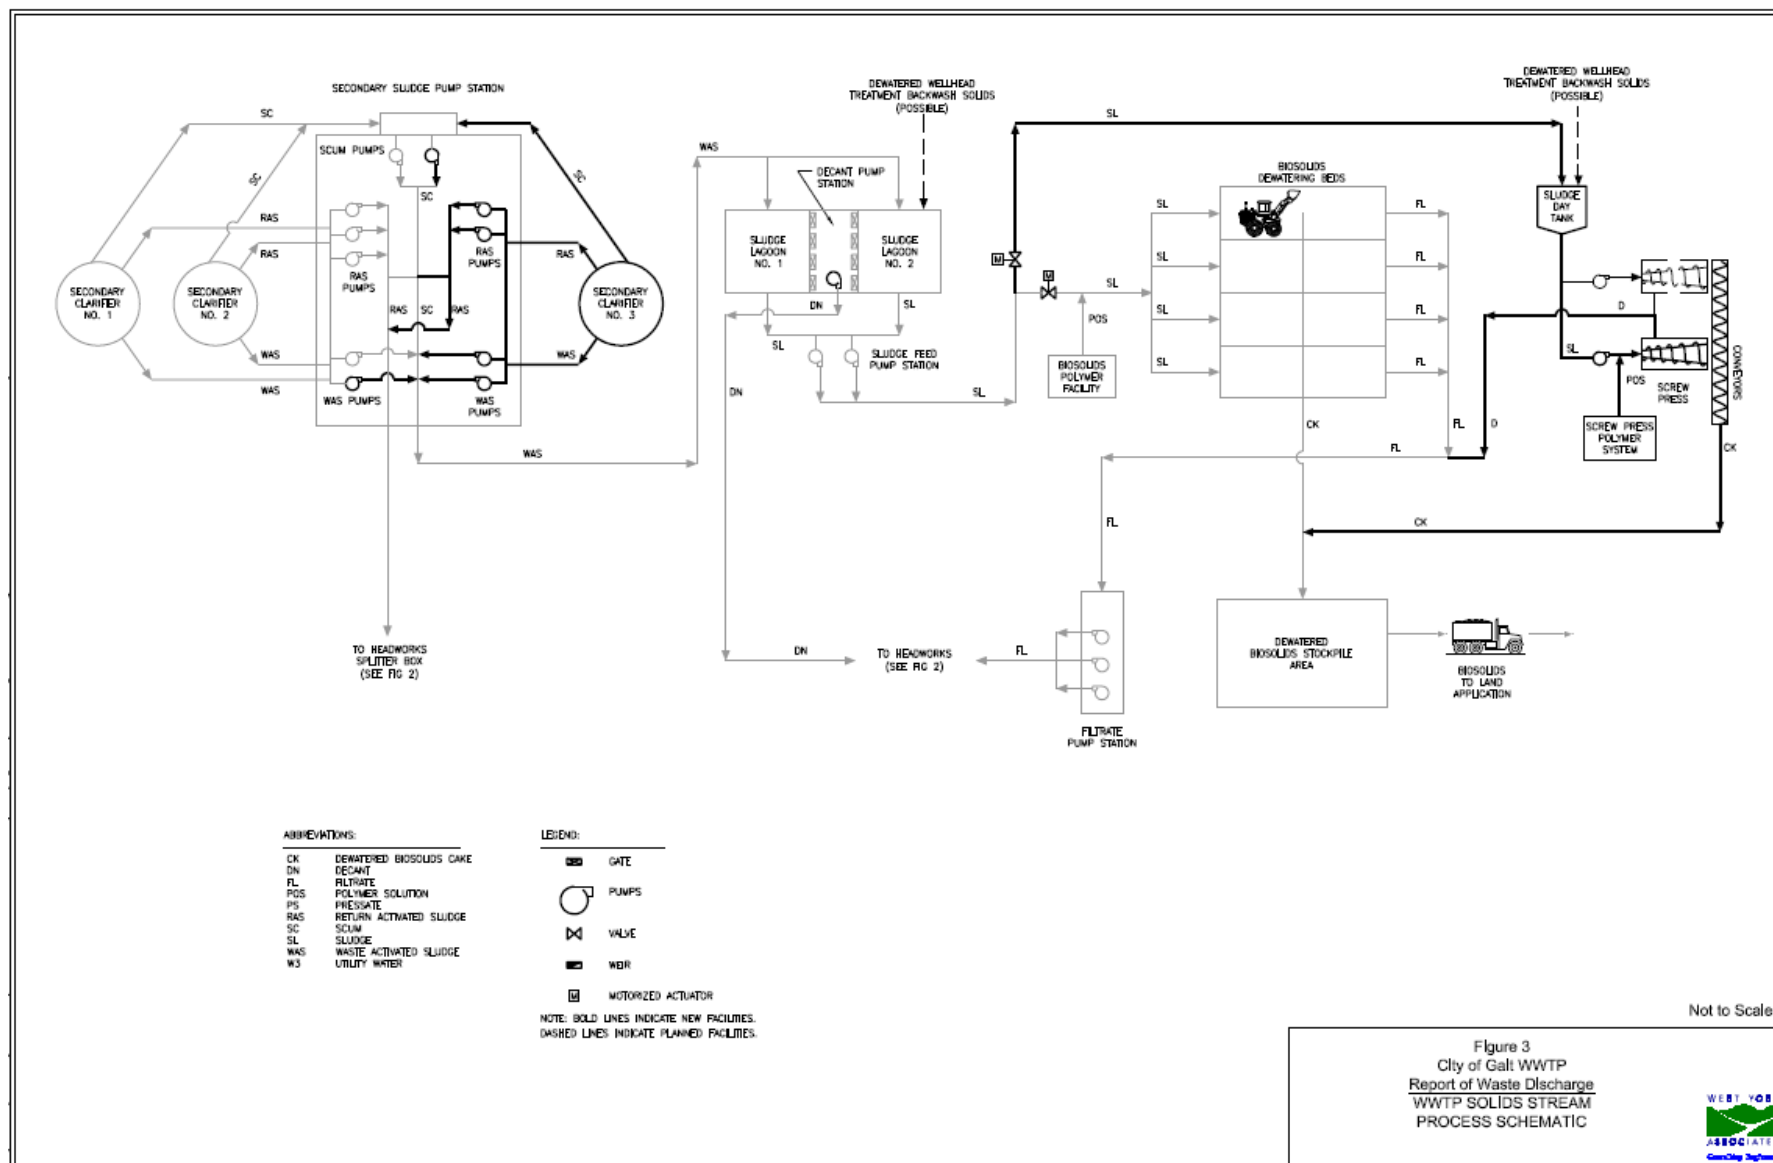 SECONDARY SLUDGE PUMP STATION
SC
SCUM PUMPS
SC
SC
SC
RAS
RAS
RAS
PUMPS
RAS
PUMPS
RAS
SECONDARY
CLARIFIER
NO. 1
SECONDARY
CLARIFIER
NO. 2
SECONDARY
CLARIFIER
NO. 3
RAS
SC
RAS
WAS
WAS
WAS
WAS PUMPS
WAS
PUMPS
WAS
TO HEADWORKS
SPLITTER BOX
(SEE FIG 2)
DEWATERED WELLHEAD
TREATMENT BACKWASH SOLIDS
(POSSIBLE)
WAS
DECANT PUMP
STATION
SLUDGE
LAGOON
NO. 1
SLUDGE
LAGOON
NO. 2
DN
SL
SL
SLUDGE FEED
PUMP STATION
DN
SL
DN
TO HEADWORKS
(SEE FIG 2)
FL
SL
M
M
SL
POS
BIOSOLIDS
POLYMER
FACILITY
BIOSOLIDS
DEWATERING BEDS
SL
SL
SL
SL
FL
FL
FL
FL
CK
FL
D
FL
FL
FILTRATE
PUMP STATION
DEWATERED WELLHEAD
TREATMENT BACKWASH SOLIDS
(POSSIBLE)
SLUDGE
DAY
TANK
D
SL
POS
SCREW
PRESS
CONVEYORS
SCREW PRESS
POLYMER
SYSTEM
CK
CK
DEWATERED
BIOSOLIDS STOCKPILE
AREA
BIOSOLIDS
TO LAND
APPLICATION
ABBREVIATIONS:
CK DEWATERED BIOSOLIDS CAKE
DN DECANT
FL FILTRATE
POS POLYMER SOLUTION
PS PRESSATE
RAS RETURN ACTIVATED SLUDGE
SC SCUM
SL SLUDGE
WAS WASTE ACTIVATED SLUDGE
W3 UTILITY WATER
LEGEND:
GATE
PUMPS
VALVE
WEIR
M MOTORIZED ACTUATOR
NOTE: BOLD LINES INDICATE NEW FACILITIES.
DASHED LINES INDICATE PLANNED FACILITIES.
Not to Scale
Figure 3
City of Galt WWTP
Report of Waste Discharge
WWTP SOLIDS STREAM
PROCESS SCHEMATIC
WEST YOS
ASSOCIATE